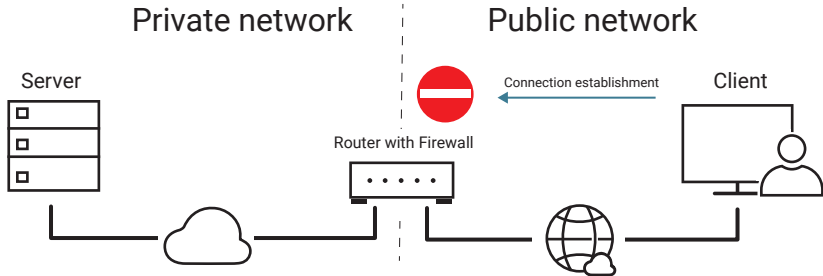 Private network
Public network
Server
Connection establishment
Client
Router with Firewall